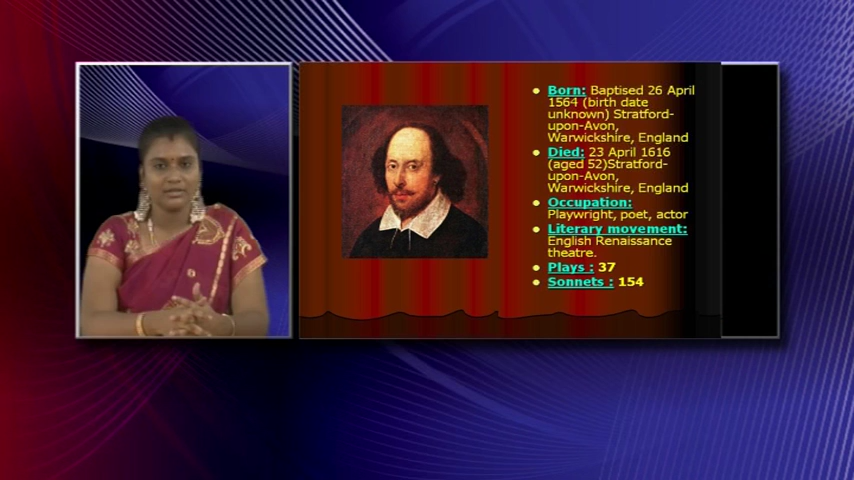 Born: Baptised 26 April
1564 (birth date
unknown) Stratford-
upon-Avon,
Warwickshire, England
Died: 23 April 1616
(aged 52)Stratford-
upon-Avon,
Warwickshire, England
Occupation:
Playwright, poet, actor
Literary movement:
English Renaissance
theatre.
Plays : 37
Sonnets : 154